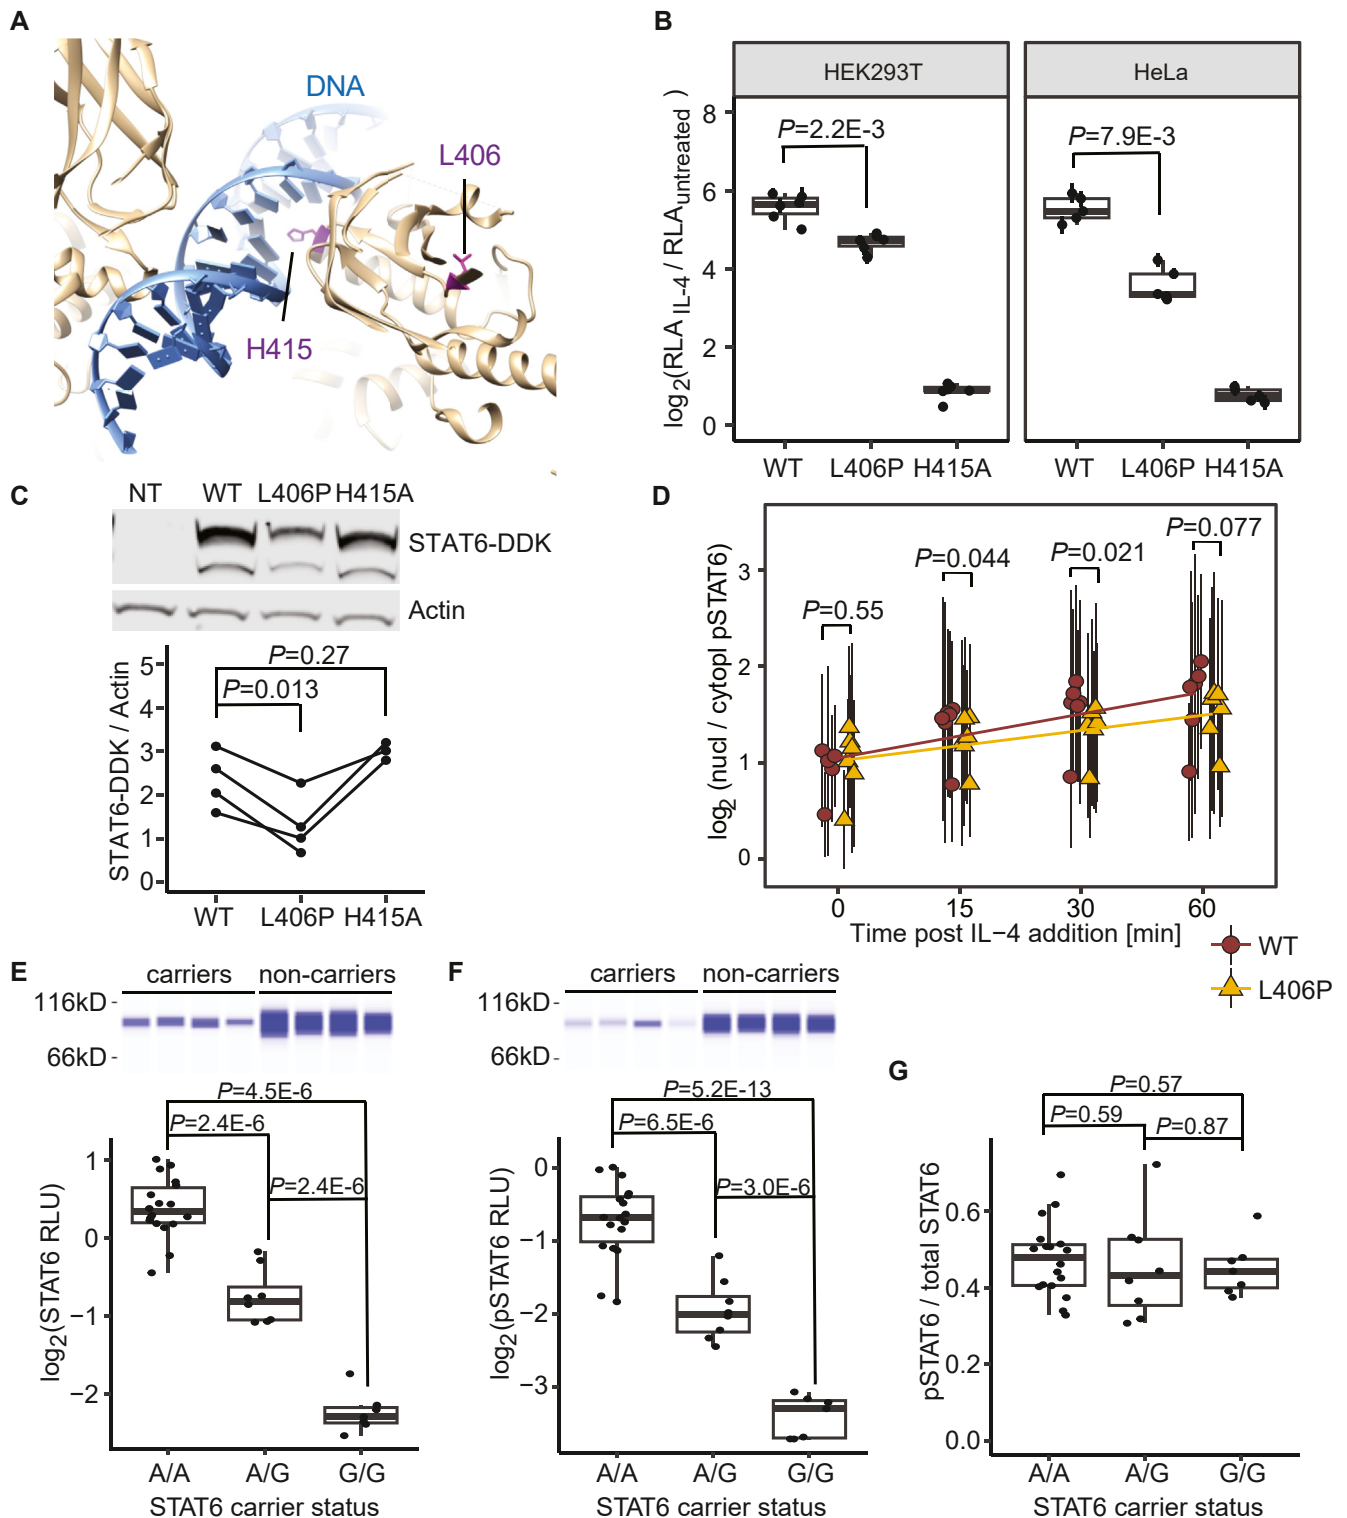 A
DNA
L406
H415
B
HEK293T
HeLa
log2(RLAIL-4 / RLAuntreated)
8
6
4
2
0
P=2.2E-3
P=7.9E-3
WT L406P H415A
WT L406P H415A
C
NT WT L406P H415A
STAT6-DDK
Actin
STAT6-DDK / Actin
5
4
3
2
1
0
P=0.27
P=0.013
WT L406P H415A
D
log2 (nucl / cytopl pSTAT6)
3
2
1
0
P=0.55
P=0.044
P=0.021
P=0.077
0 15 30 60
Time post IL−4 addition [min]
WT
L406P
E
carriers non-carriers
116kD -
66kD -
P=4.5E-6
P=2.4E-6
P=2.4E-6
log2(STAT6 RLU)
1
0
−1
−2
A/A A/G G/G
STAT6 carrier status
F
carriers non-carriers
116kD -
66kD -
P=5.2E-13
P=6.5E-6
P=3.0E-6
log2(pSTAT6 RLU)
0
−1
−2
−3
A/A A/G G/G
STAT6 carrier status
G
P=0.57
P=0.59
P=0.87
pSTAT6 / total STAT6
0.6
0.4
0.2
0.0
A/A A/G G/G
STAT6 carrier status